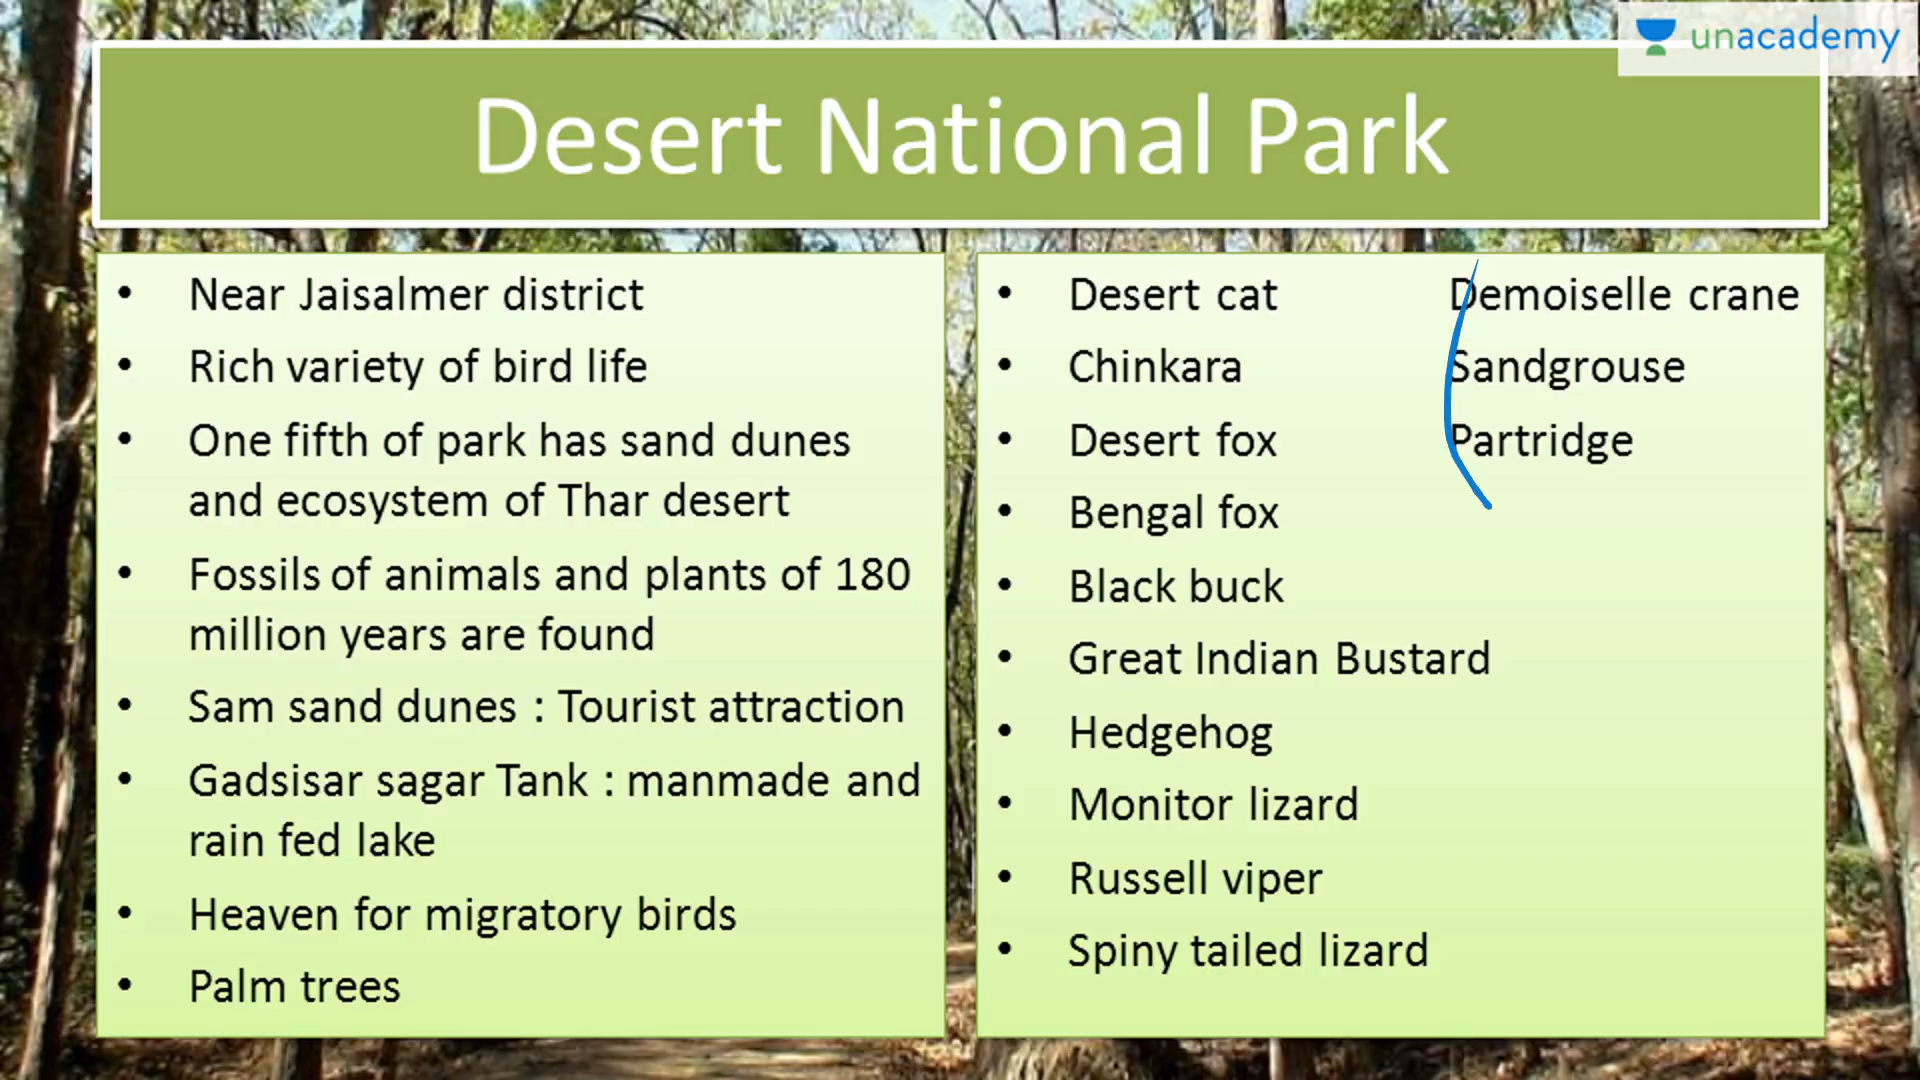 unacademy
Desert National Park
• Near Jaisalmer district
• Rich variety of bird life
• One fifth of park has sand dunes
and ecosystem of Thar desert
• Fossils of animals and plants of 180
million years are found
• Sam sand dunes : Tourist attraction
• Gadsisar sagar Tank : manmade and
rain fed lake
• Heaven for migratory birds
• Palm trees
• Desert cat Demoiselle crane
• Chinkara Sandgrouse
• Desert fox Partridge
• Bengal fox
• Black buck
• Great Indian Bustard
• Hedgehog
• Monitor lizard
• Russell viper
• Spiny tailed lizard